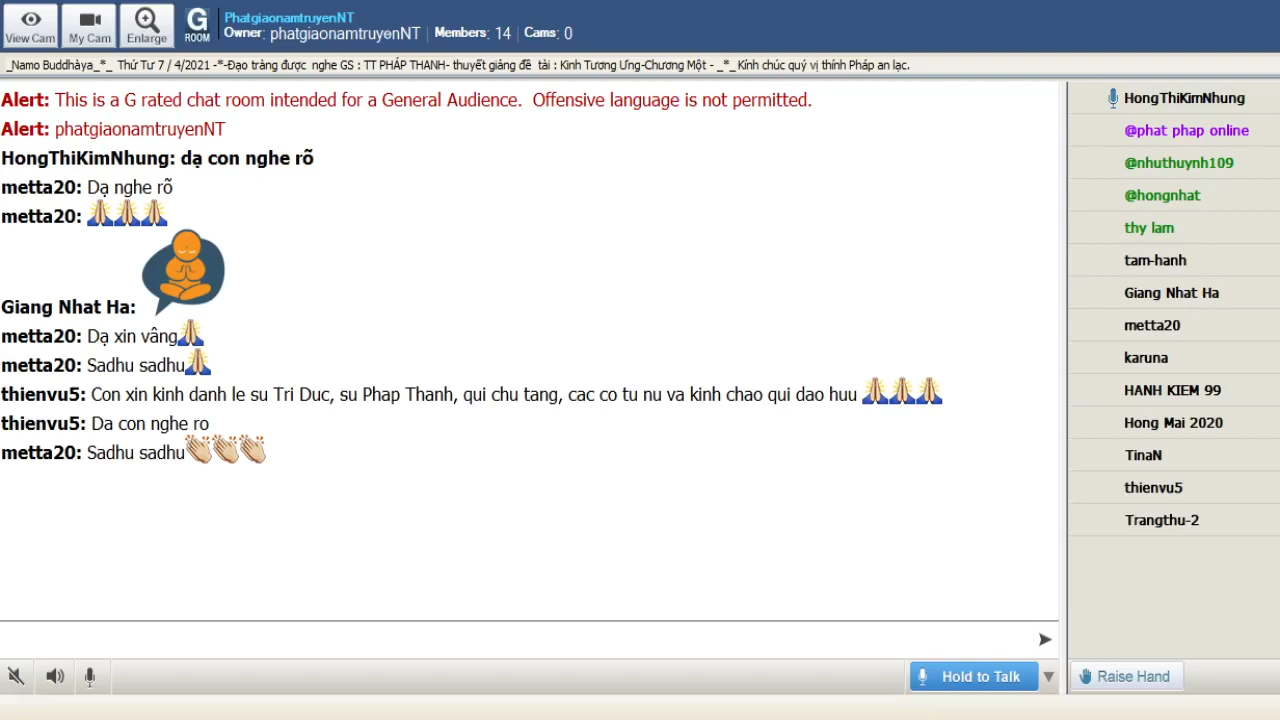 View Cam
My Cam
Enlarge
G
ROOM
PhatgiaonamtruyenNT
Owner: phatgiaonamtruyenNT | Members: 14 | Cams: 0
_Namo Buddhàya_*_ Thứ Tư 7 / 4/2021 -*-Đạo tràng được nghe GS : TT PHÁP THANH- thuyết giảng đề tài : Kinh Tương Ưng-Chương Một - _*_ Kính chúc quý vị thính Pháp an lạc.
Alert: This is a G rated chat room intended for a General Audience. Offensive language is not permitted.
Alert: phatgiaonamtruyenNT
HongThiKimNhung: dạ con nghe rõ
metta20: Dạ nghe rõ
metta20: 🙏🙏🙏
Giang Nhat Ha:
metta20: Dạ xin vâng🙏
metta20: Sadhu sadhu🙏
thienvu5: Con xin kinh danh le su Tri Duc, su Phap Thanh, qui chu tang, cac co tu nu va kinh chao qui dao huu 🙏🙏🙏
thienvu5: Da con nghe ro
metta20: Sadhu sadhu👏👏👏
HongThiKimNhung
@phat phap online
@nhuthuynh109
@hongnhat
thy lam
tam-hanh
Giang Nhat Ha
metta20
karuna
HANH KIEM 99
Hong Mai 2020
TinaN
thienvu5
Trangthu-2
Hold to Talk
Raise Hand